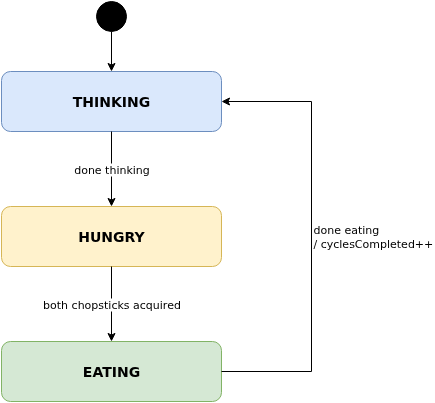 THINKING
done thinking
HUNGRY
done eating
/ cyclesCompleted++
both chopsticks acquired
EATING